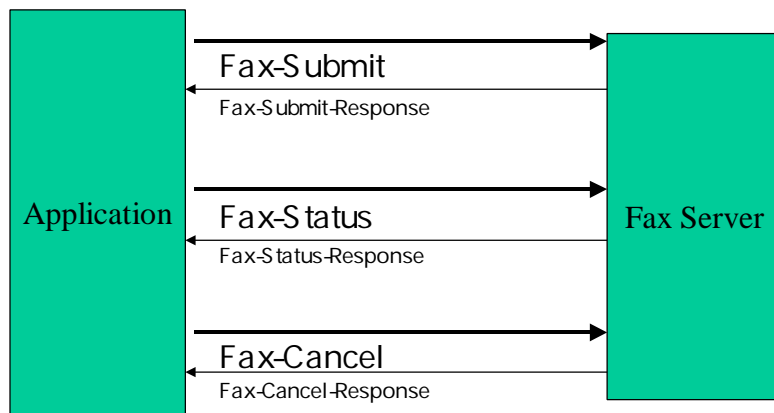 Fax-Submit
Fax-Submit-Response
Application
Fax-Status
Fax Server
Fax-Status-Response
Fax-Cancel
Fax-Cancel-Response